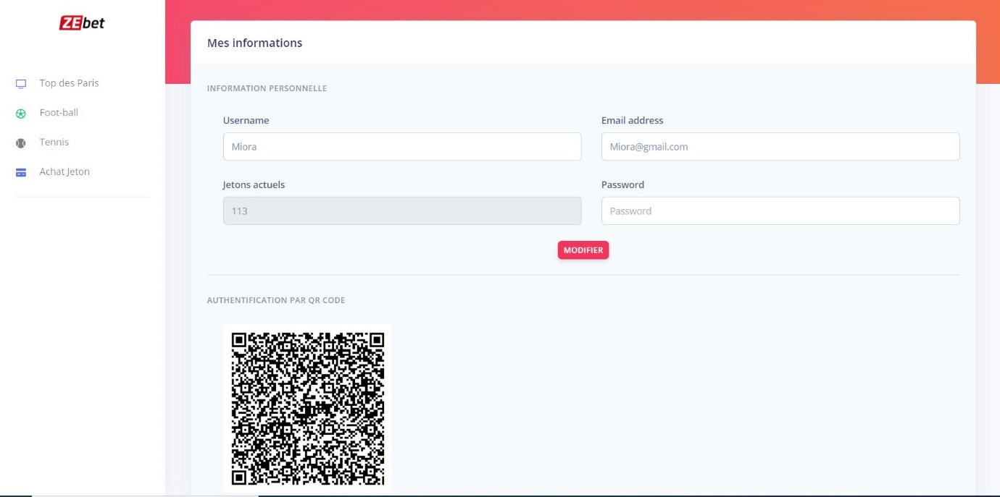 ZEbet
Top des Paris
Foot-ball
Tennis
Achat Jeton
Mes informations
INFORMATION PERSONNELLE
Username
Email address
Miora
Miora@gmail.com
Jetons actuels
Password
113
Password
MODIFIER
AUTHENTIFICATION PAR QR CODE